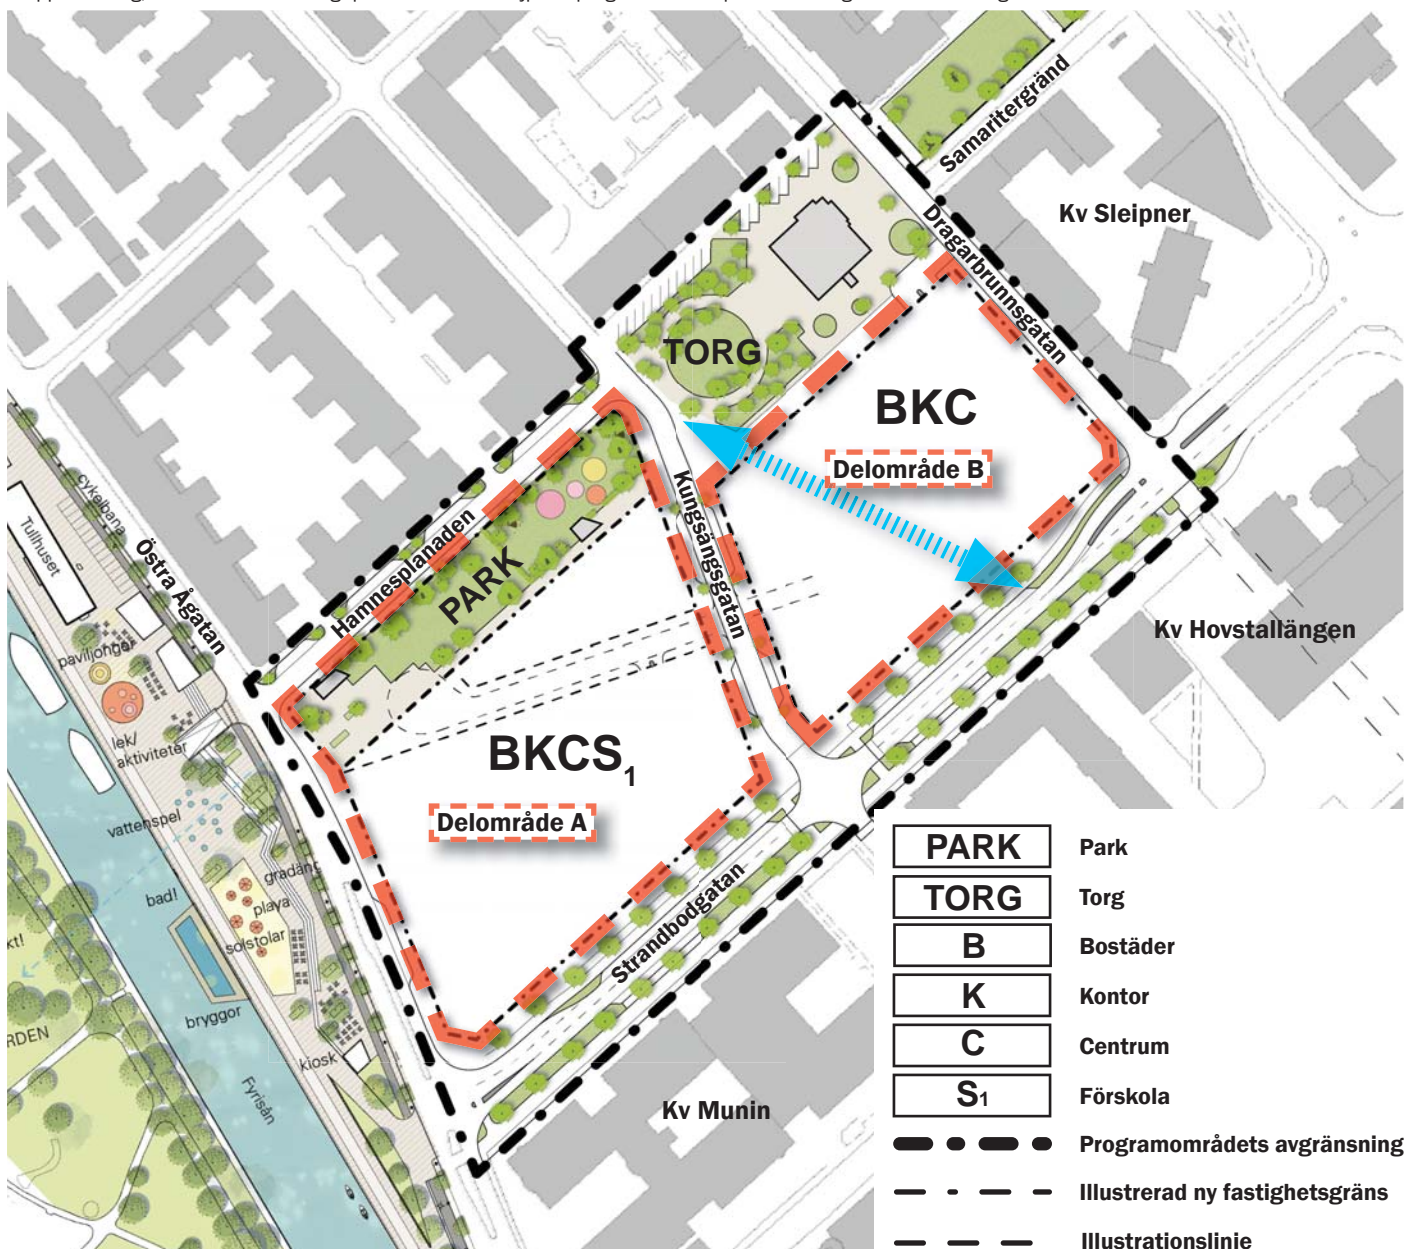 Samaritergränd
Kv Sleipner
Dragarbrunnsgatan
TORG
BKC
Delområde B
Kungsängsgatan
Hamnesplanaden
PARK
cykelbana
Tullhuset
Östra Ågatan
paviljonger
lek/
aktiviteter
Kv Hovstallängen
BKCS1
Delområde A
vattenspel
gradäng
bad!
playa
solstolar
kt!
bryggor
RDEN
kiosk
Fyrisån
Strandbodgatan
Kv Munin
PARK Park
TORG Torg
B Bostäder
K Kontor
C Centrum
S1 Förskola
Programområdets avgränsning
Illustrerad ny fastighetsgräns
Illustrationslinje